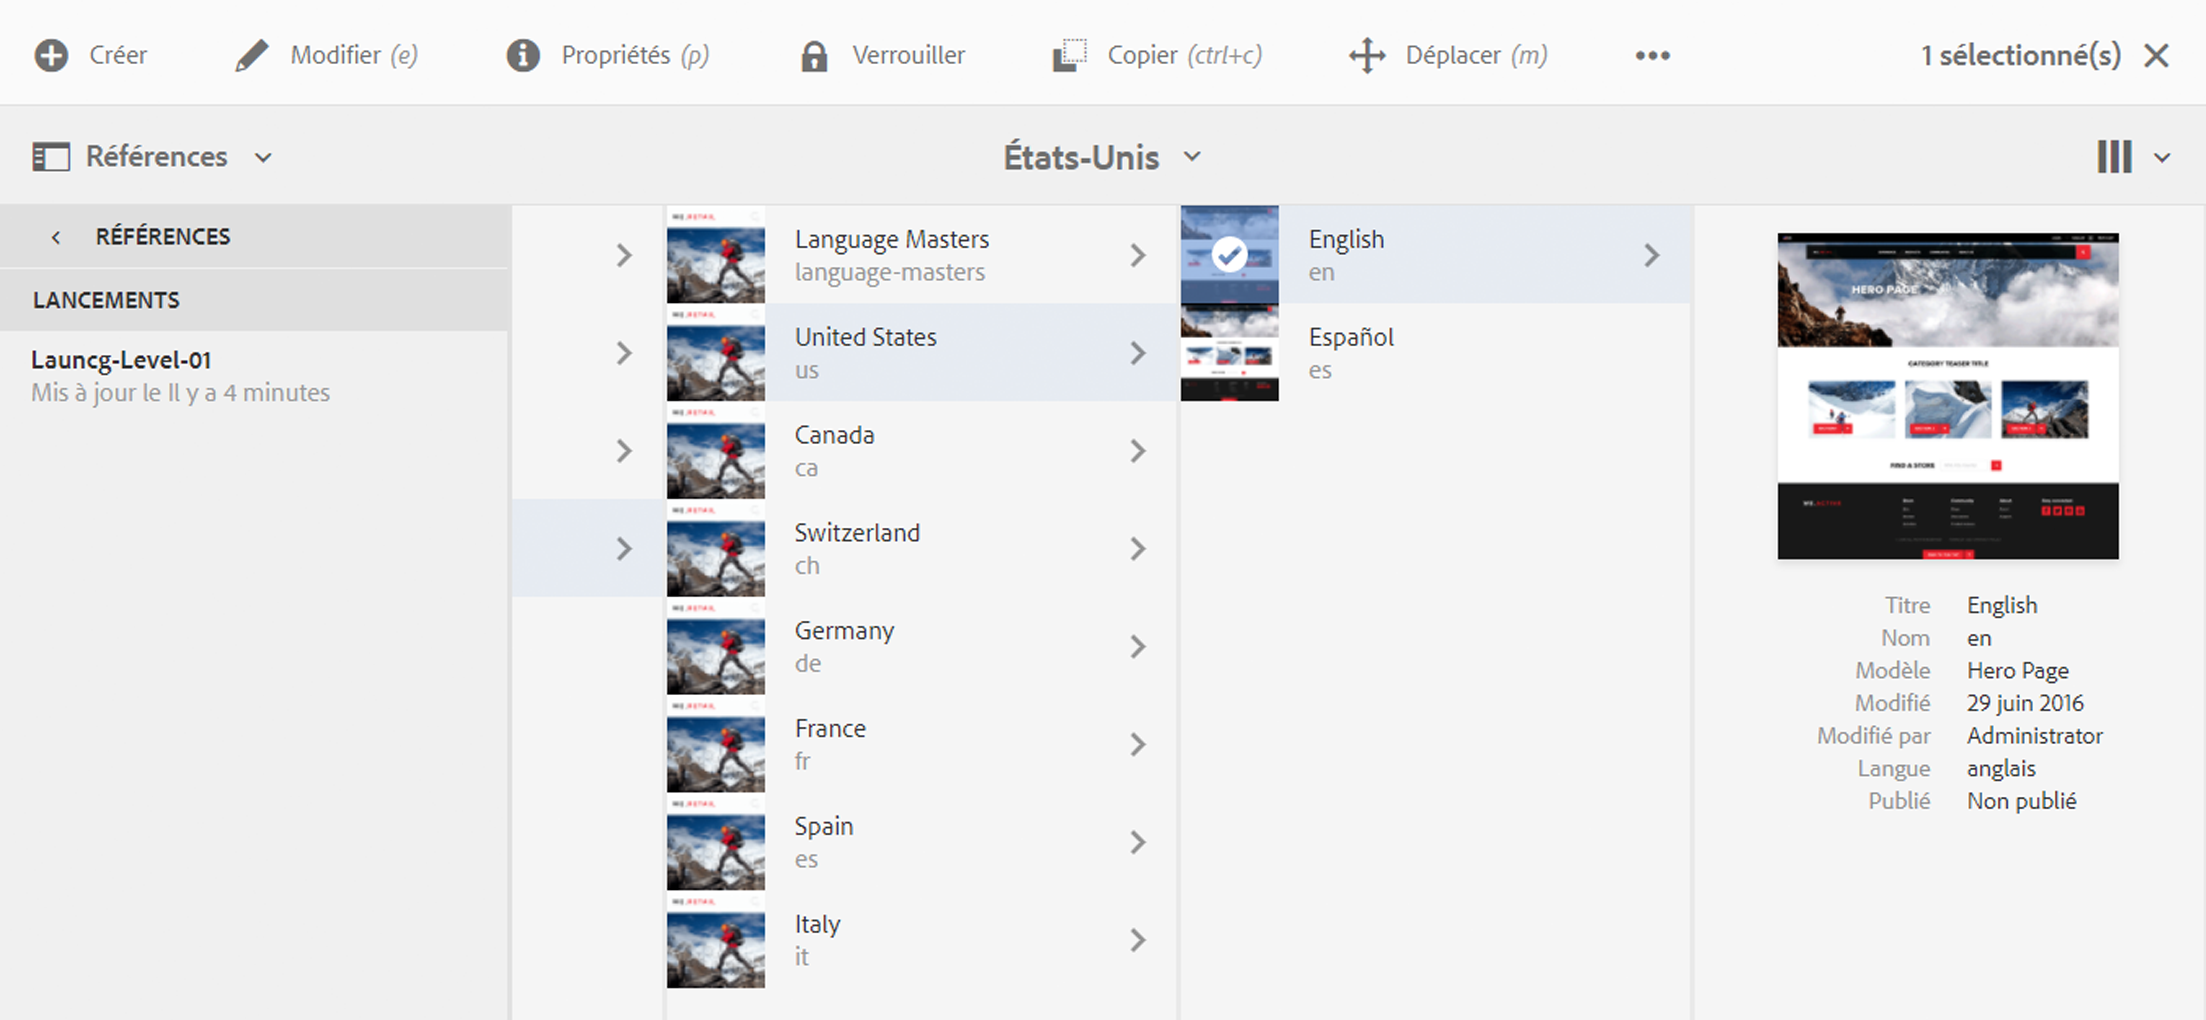 Créer
Modifier (e)
Propriétés (p)
Verrouiller
Copier (ctrl+c)
Déplacer (m)
1 sélectionné(s)
Références
États-Unis
RÉFÉRENCES
LANCEMENTS
Launcg-Level-01
Mis à jour le Il y a 4 minutes
Language Masters
language-masters
United States
us
Canada
ca
Switzerland
ch
Germany
de
France
fr
Spain
es
Italy
it
English
en
Español
es
HERO PAGE
CATEGORY TEASER TITLE
FIND A STORE
Titre English
Nom en
Modèle Hero Page
Modifié 29 juin 2016
Modifié par Administrator
Langue anglais
Publié Non publié